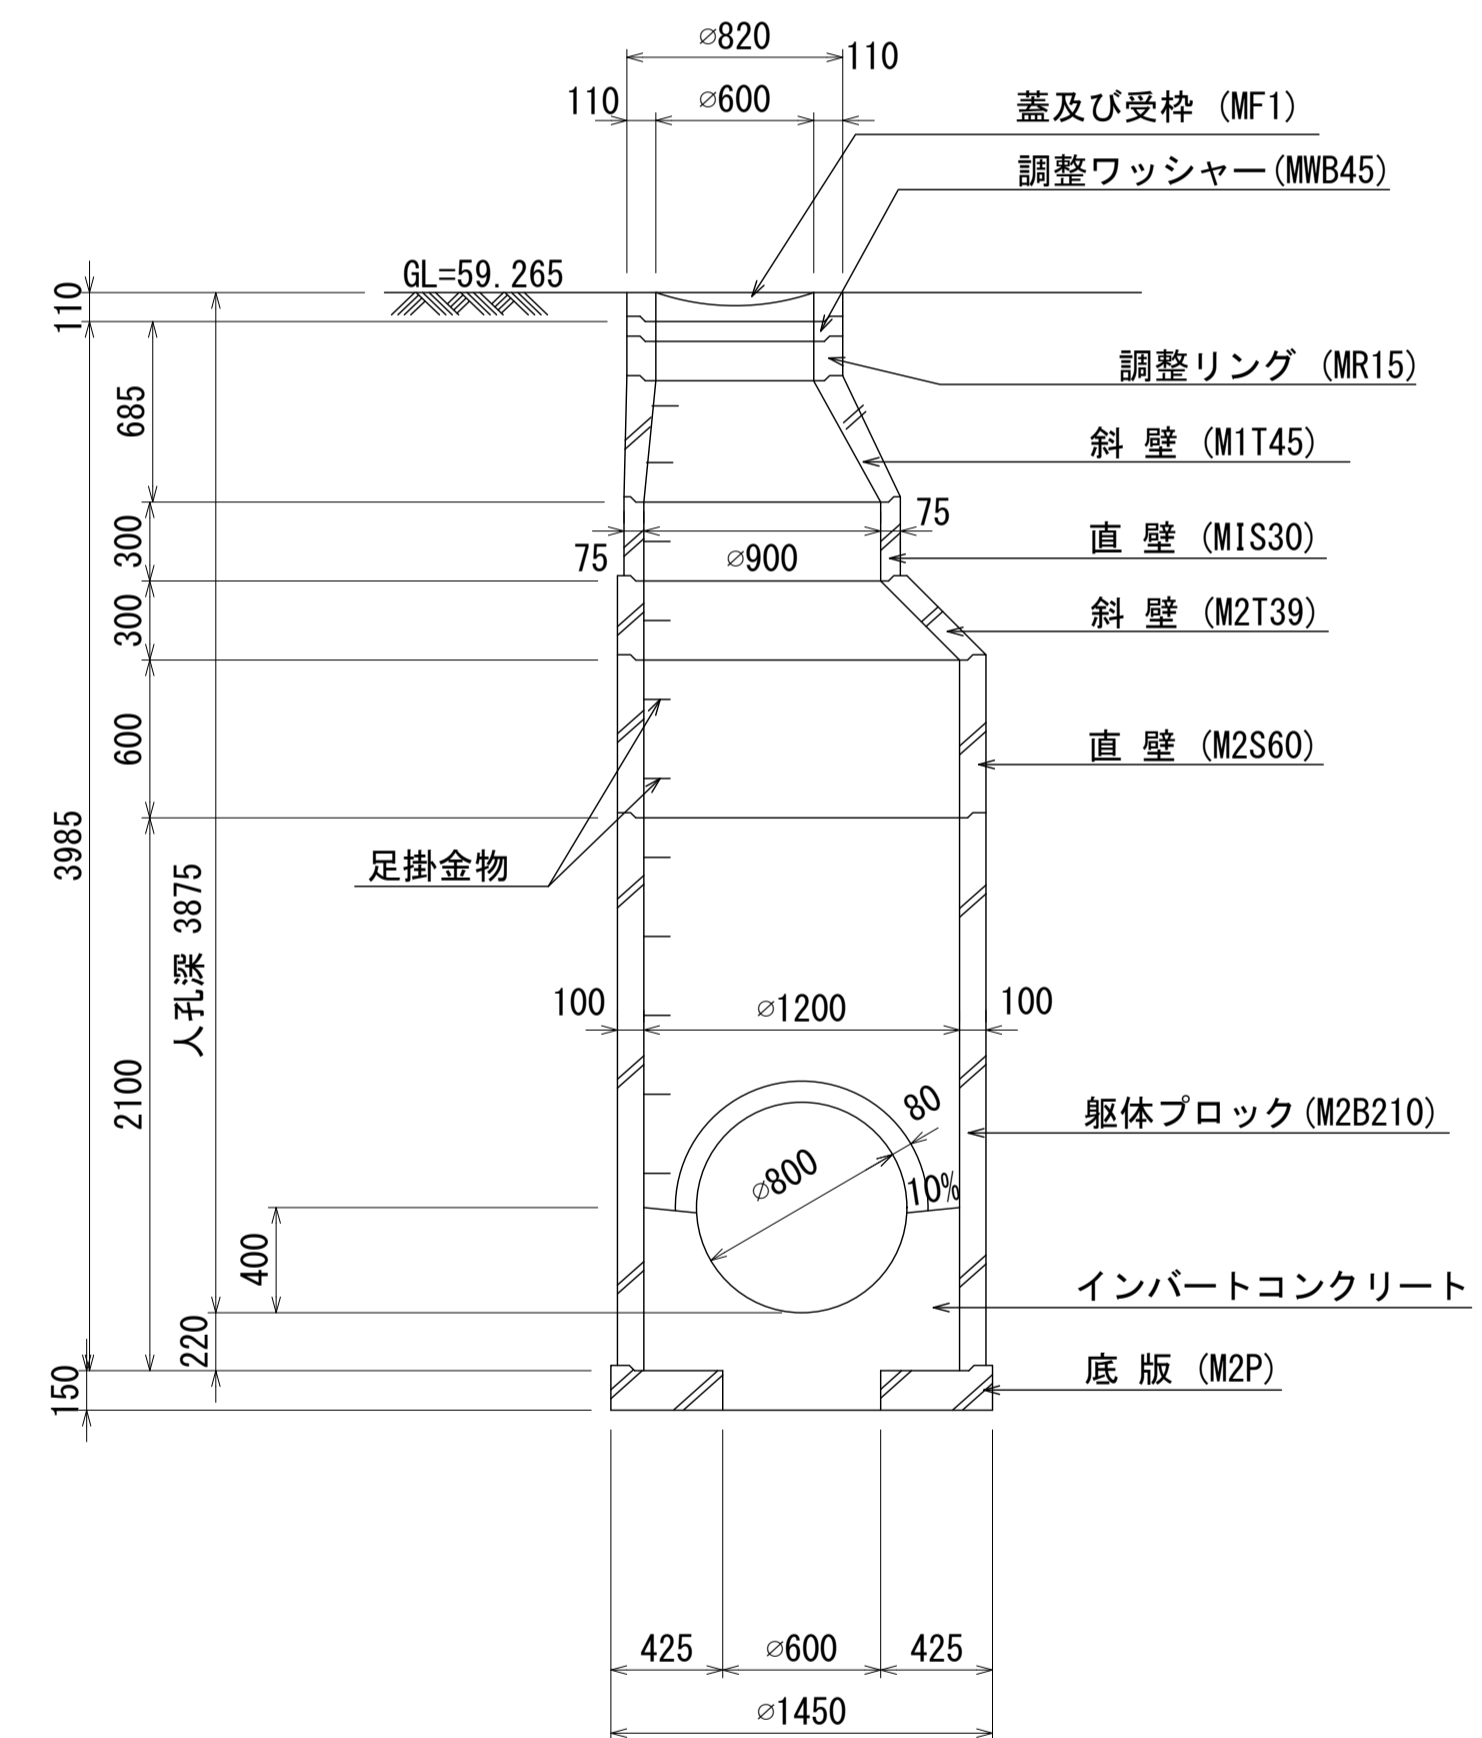 ⌀820
110
110
⌀600
蓋及び受枠 (MF1)
調整ワッシャー(MWB45)
GL=59.265
110
調整リング (MR15)
685
斜 壁 (M1T45)
75
300
75
⌀900
直 壁 (MIS30)
300
斜 壁 (M2T39)
600
直 壁 (M2S60)
3985
足掛金物
人孔深 3875
100
⌀1200
100
2100
80
躯体ブロック(M2B210)
⌀800
10%
400
インバートコンクリート
220
150
底 版 (M2P)
425
⌀600
425
⌀1450